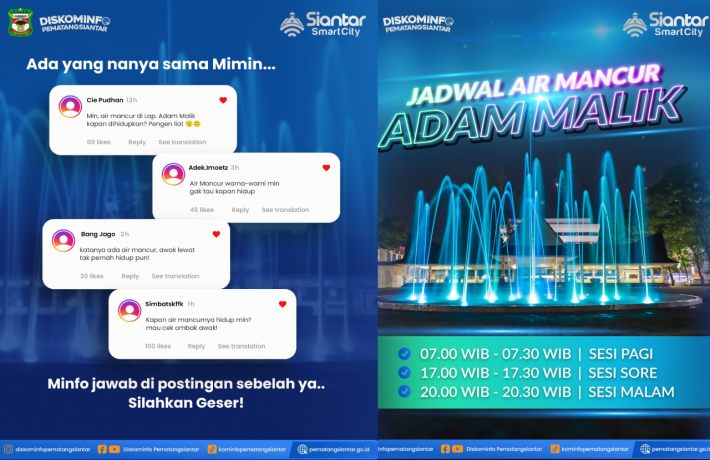 DISKOMINFO
PEMATANGSIANTAR
Siantar
SmartCity
Ada yang nanya sama Mimin...
Cie Pudhan 12h
Min, air mancur di Lap. Adam Malik
kapan dihidupkan? Pengen liat 😚😊
69 likes Reply See translation
Adek.Imoetz 3h
Air Mancur warna-warni min
gak tau kapan hidup
45 likes Reply See translation
Bang Jago 2h
katanya ada air mancur, awak lewat
tak pernah hidup pun!
20 likes Reply See translation
Simbatskffk 1h
Kapan air mancurnya hidup min?
mau cek ombak awak!
100 likes Reply See translation
Minfo jawab di postingan sebelah ya..
Silahkan Geser!
diskominfopematangsiantar
Diskominfo Pematangsiantar
kominfopematangsiantar
pematangsiantar.go.id
DISKOMINFO
PEMATANGSIANTAR
Siantar
SmartCity
JADWAL AIR MANCUR
ADAM MALIK
07.00 WIB - 07.30 WIB | SESI PAGI
17.00 WIB - 17.30 WIB | SESI SORE
20.00 WIB - 20.30 WIB | SESI MALAM
nfopematangsiantar
Diskominfo Pematangsiantar
kominfopematangsiantar
pematangsiantar.go.id